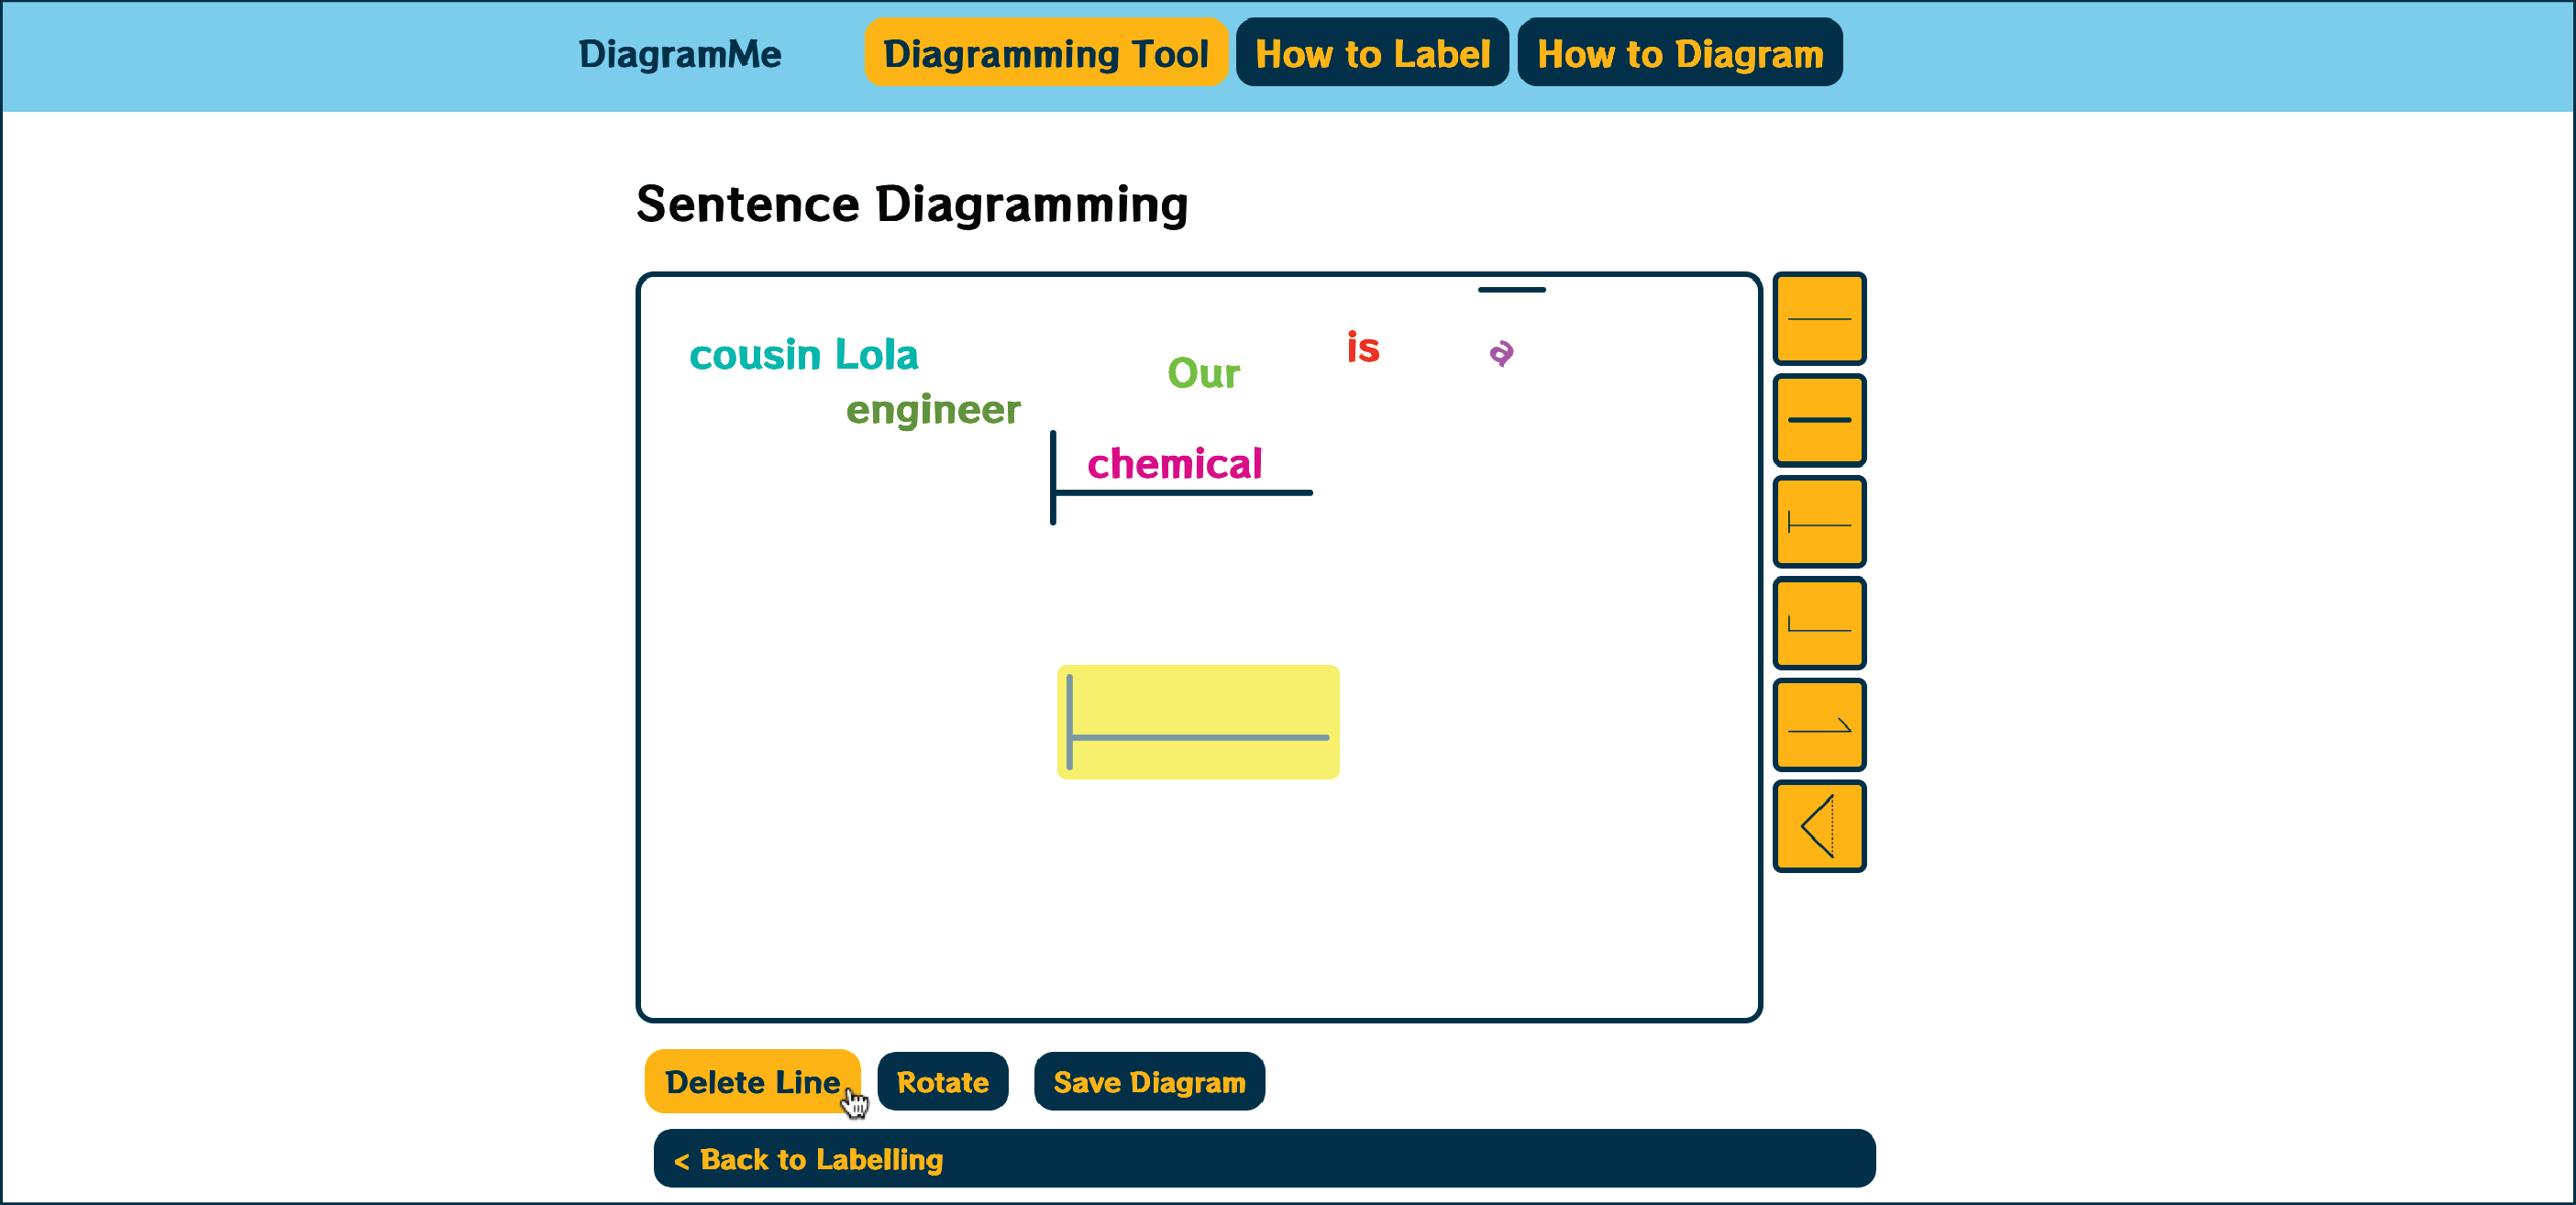 DiagramMe Diagramming Tool How to Label How to Diagram
Sentence Diagramming
cousin Lola Our is a
engineer
chemical
Delete Line Rotate Save Diagram
< Back to Labelling